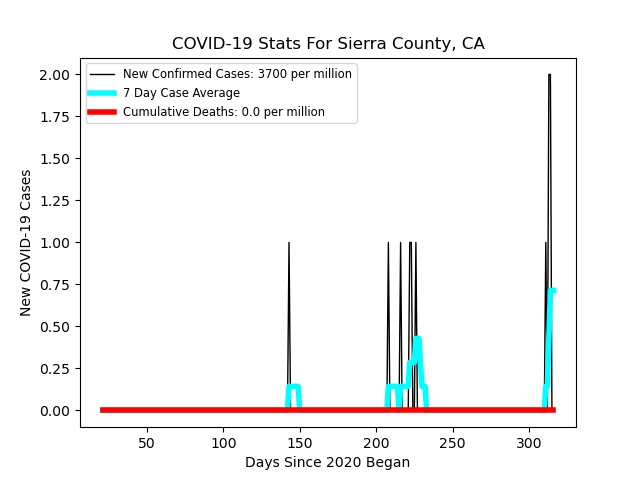 COVID-19 Stats For Sierra County, CA
New Confirmed Cases: 3700 per million
7 Day Case Average
Cumulative Deaths: 0.0 per million
New COVID-19 Cases
2.00
1.75
1.50
1.25
1.00
0.75
0.50
0.25
0.00
50 100 150 200 250 300
Days Since 2020 Began